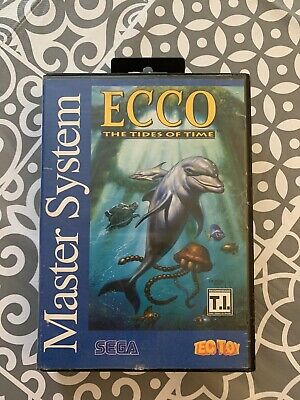 Master System
ECCO
THE TIDES OF TIME
T.I.
SEGA
TEC TOY